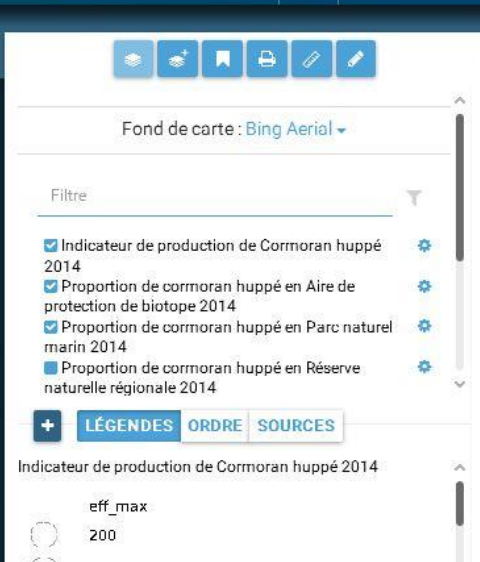 Fond de carte : Bing Aerial
Filtre
Indicateur de production de Cormoran huppé
2014
Proportion de cormoran huppé en Aire de
protection de biotope 2014
Proportion de cormoran huppé en Parc naturel
marin 2014
Proportion de cormoran huppé en Réserve
naturelle régionale 2014
+ LÉGENDES ORDRE SOURCES
Indicateur de production de Cormoran huppé 2014
eff_max
200